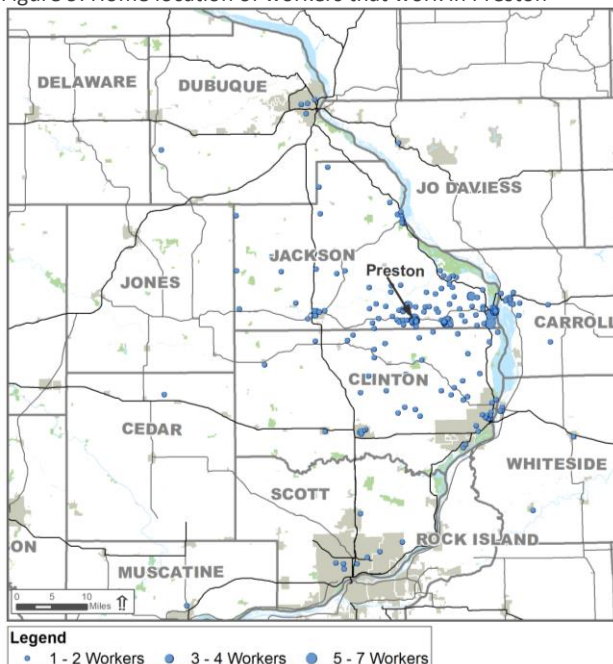 Figure 5: Home location of workers that work in Preston
DELAWARE
DUBUQUE
JO DAVIESS
JACKSON
JONES
Preston
CARROLL
CLINTON
CEDAR
WHITESIDE
SCOTT
ROCK ISLAND
ON
MUSCATINE
0 5 10
Miles
Legend
1 - 2 Workers 3 - 4 Workers 5 - 7 Workers